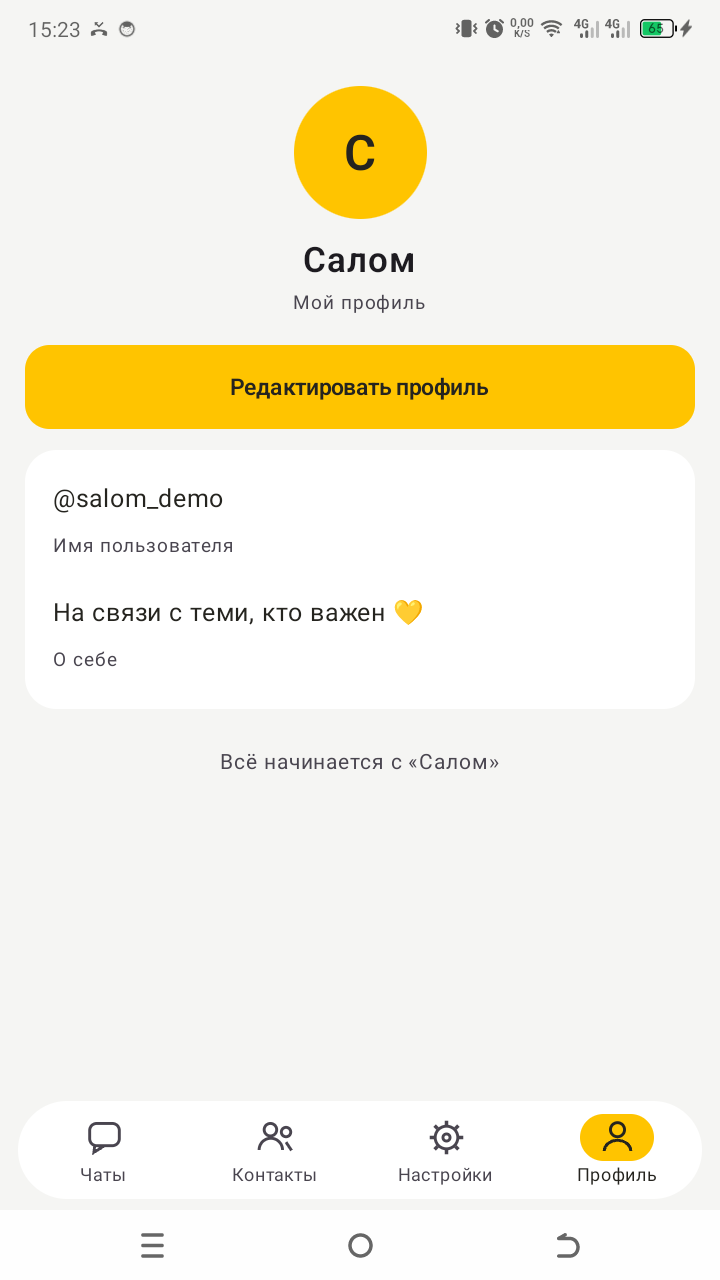 15:23
0,00
K/S
4G
4G
65
С
Салом
Мой профиль
Редактировать профиль
@salom_demo
Имя пользователя
На связи с теми, кто важен 💛
О себе
Всё начинается с «Салом»
Чаты
Контакты
Настройки
Профиль